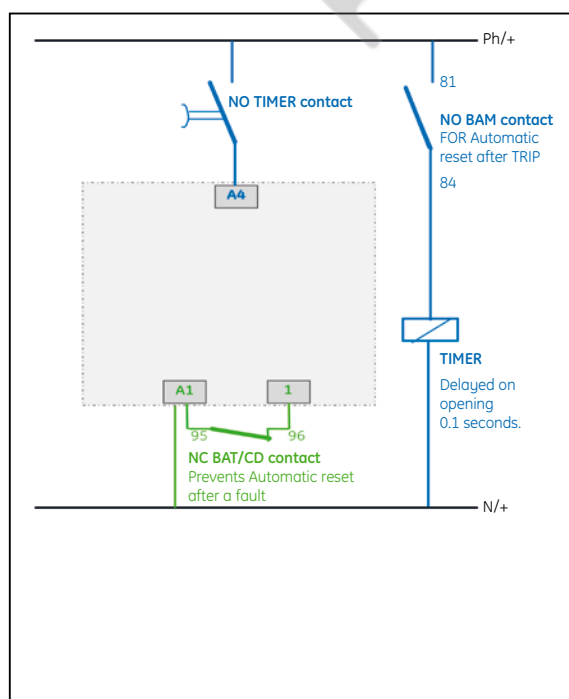 Ph/+
81
NO TIMER contact
NO BAM contact
FOR Automatic
reset after TRIP
84
A4
TIMER
Delayed on
opening
0.1 seconds.
A1
1
95
96
NC BAT/CD contact
Prevents Automatic reset
after a fault
N/+